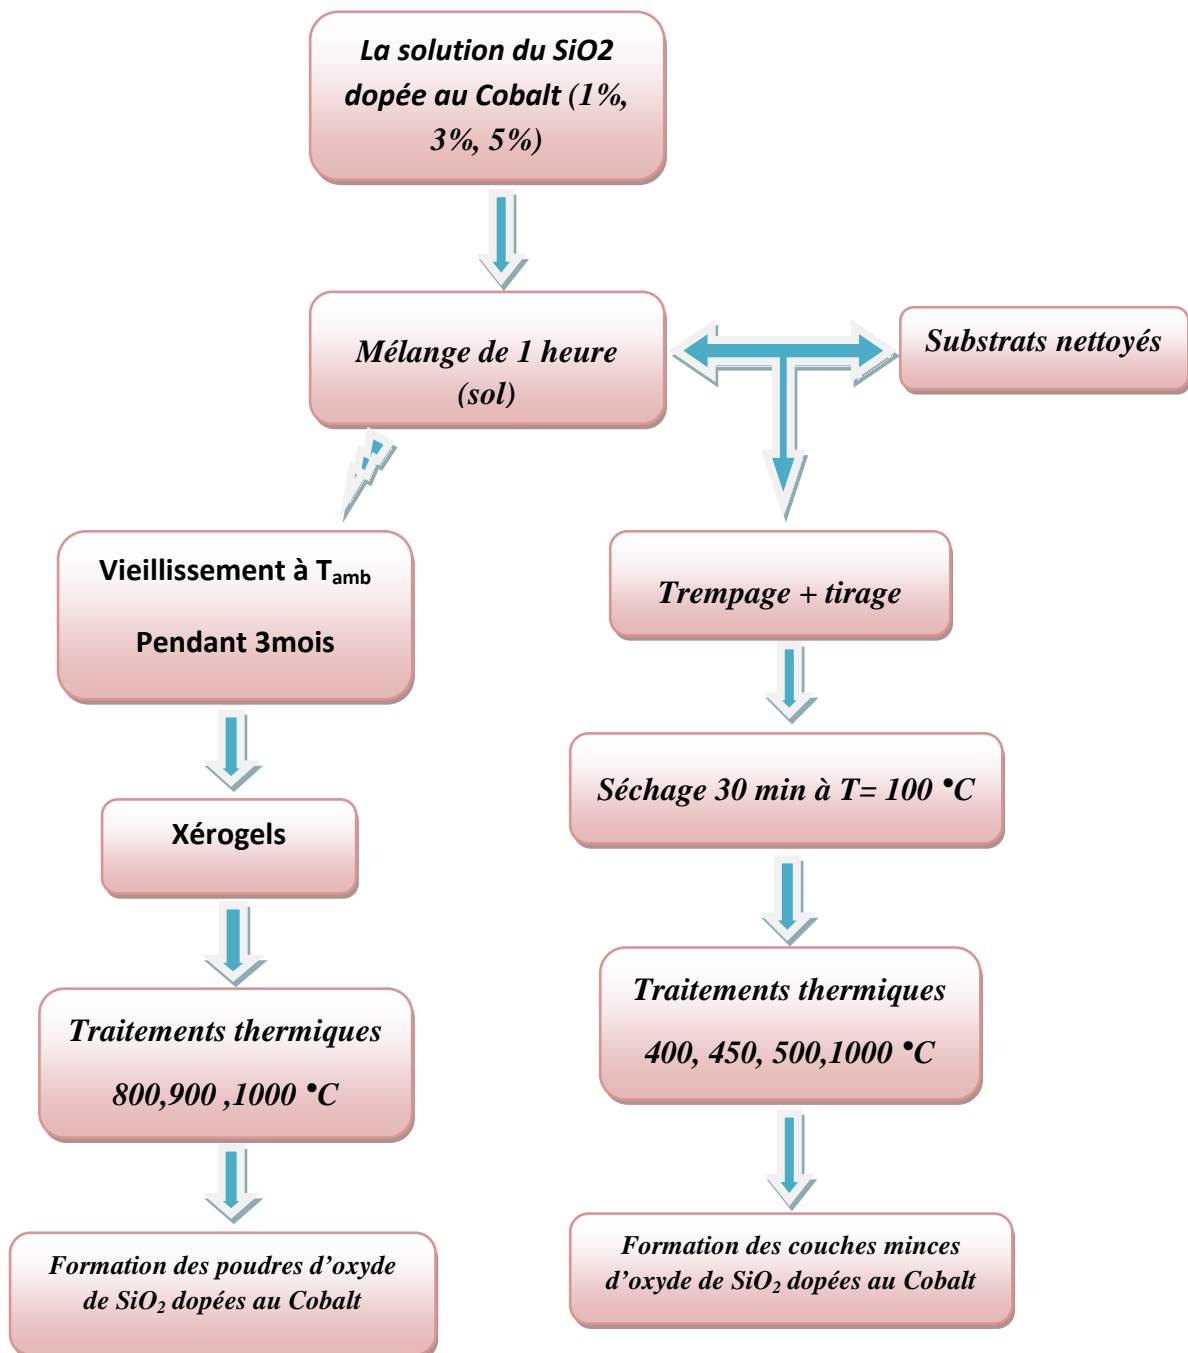 La solution du SiO2
dopée au Cobalt (1%,
3%, 5%)
Mélange de 1 heure
(sol)
Substrats nettoyés
Vieillissement à Tamb
Pendant 3mois
Trempage + tirage
Xérogels
Séchage 30 min à T= 100 °C
Traitements thermiques
800,900 ,1000 °C
Traitements thermiques
400, 450, 500,1000 °C
Formation des poudres d’oxyde
de SiO2 dopées au Cobalt
Formation des couches minces
d’oxyde de SiO2 dopées au Cobalt